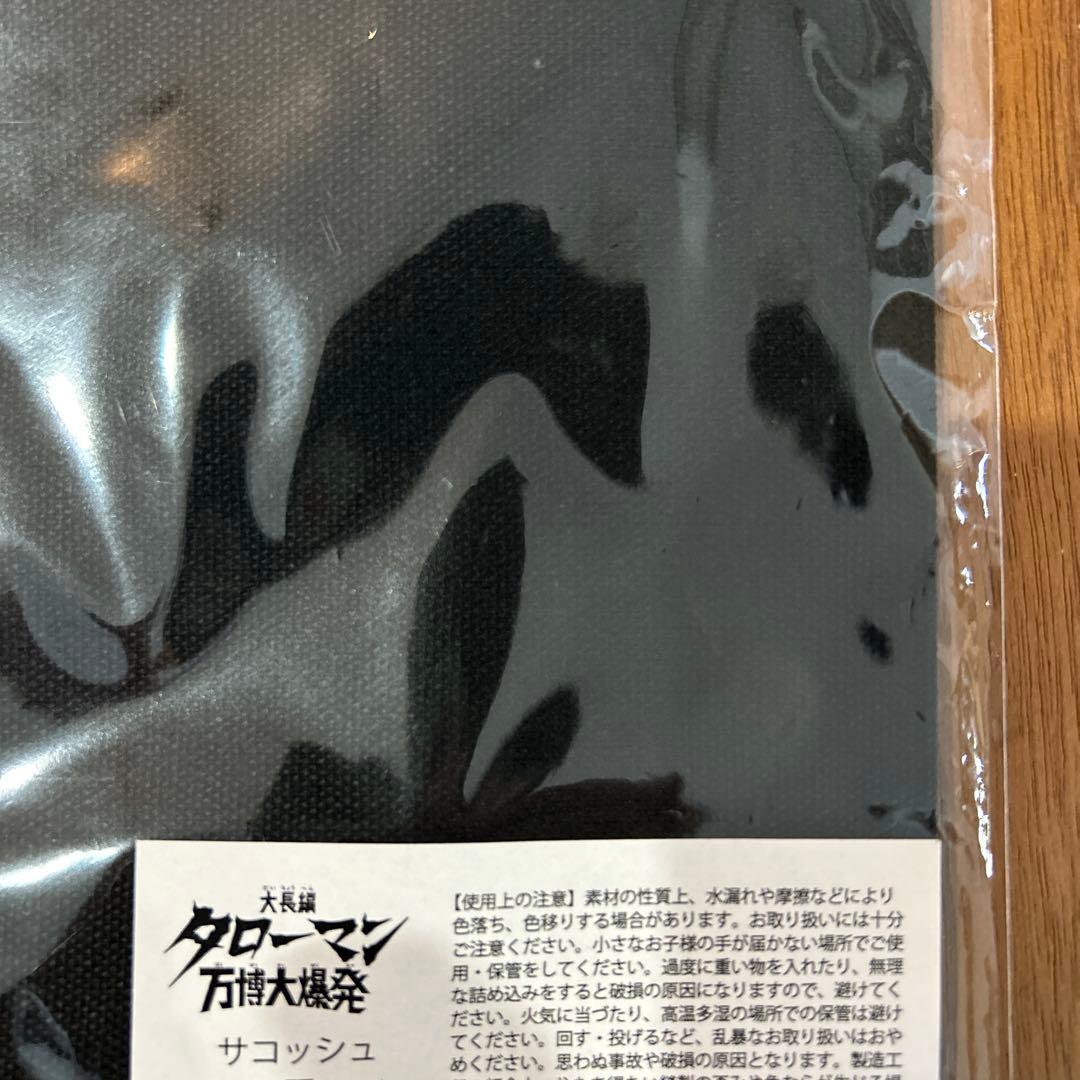 大長編
タローマン
万博大爆発
サコッシュ
【使用上の注意】素材の性質上、水漏れや摩擦などにより
色落ち、色移りする場合があります。お取り扱いには十分
ご注意ください。小さなお子様の手が届かない場所でご使
用・保管をしてください。過度に重い物を入れたり、無理
な詰め込みをすると破損の原因になりますので、避けてく
ださい。火気に当づたり、高温多湿の場所での保管は避け
てください。回す・投げるなど、乱暴なお取り扱いはおや
めください。思わぬ事故や破損の原因となります。製造工